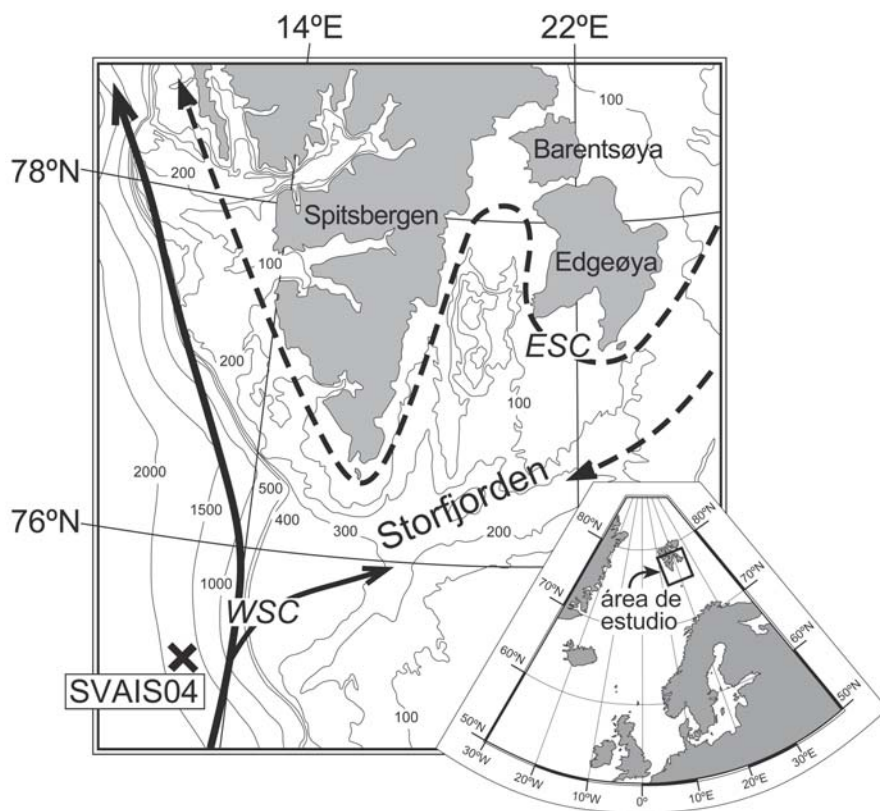 14ºE
22ºE
100
78ºN
200
Barentsøya
Spitsbergen
100
Edgeøya
ESC
200
100
2000
500
400
Storfjorden
76ºN
1500
300
200
1000
WSC
SVAIS04
100
80ºN
80ºN
70ºN
70ºN
área de
estudio
60ºN
60ºN
50ºN
50ºN
30ºW
20ºW
10ºW
0º
10ºE
20ºE
30ºE